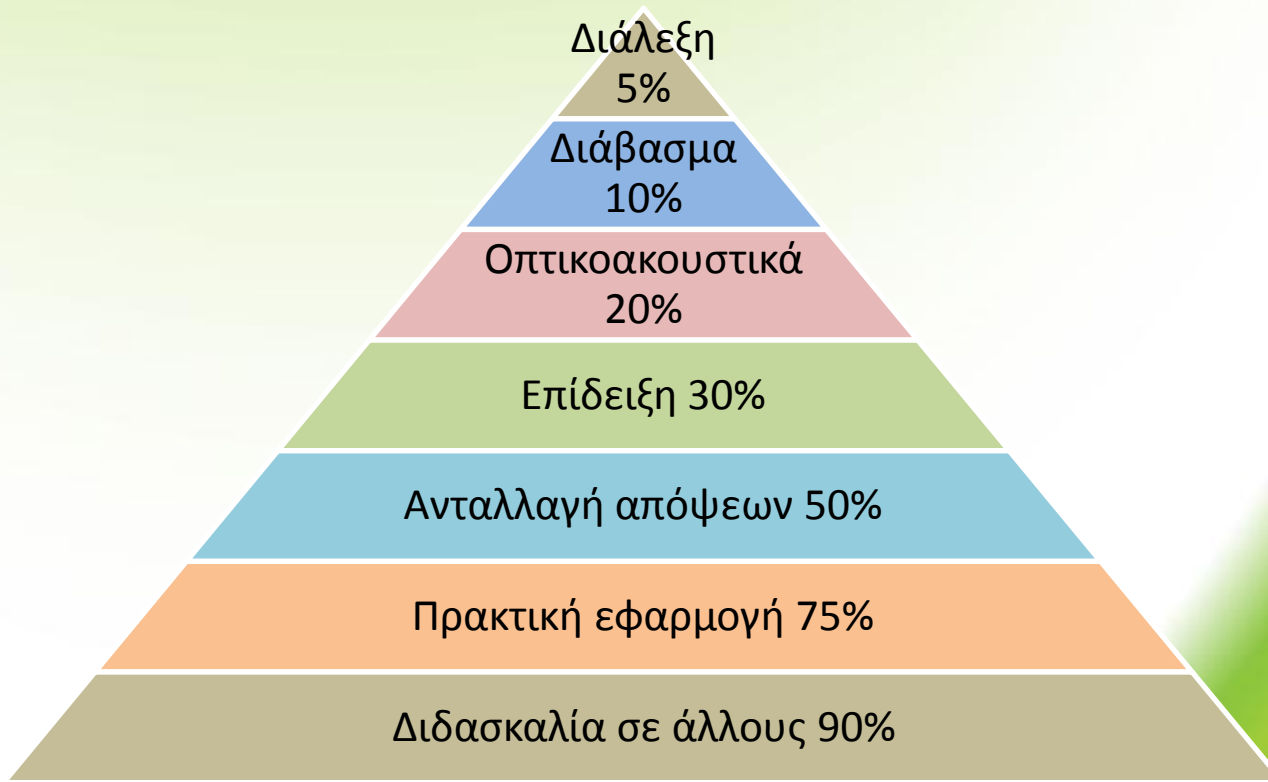 Διάλεξη
5%
Διάβασμα
10%
Οπτικοακουστικά
20%
Επίδειξη 30%
Ανταλλαγή απόψεων 50%
Πρακτική εφαρμογή 75%
Διδασκαλία σε άλλους 90%